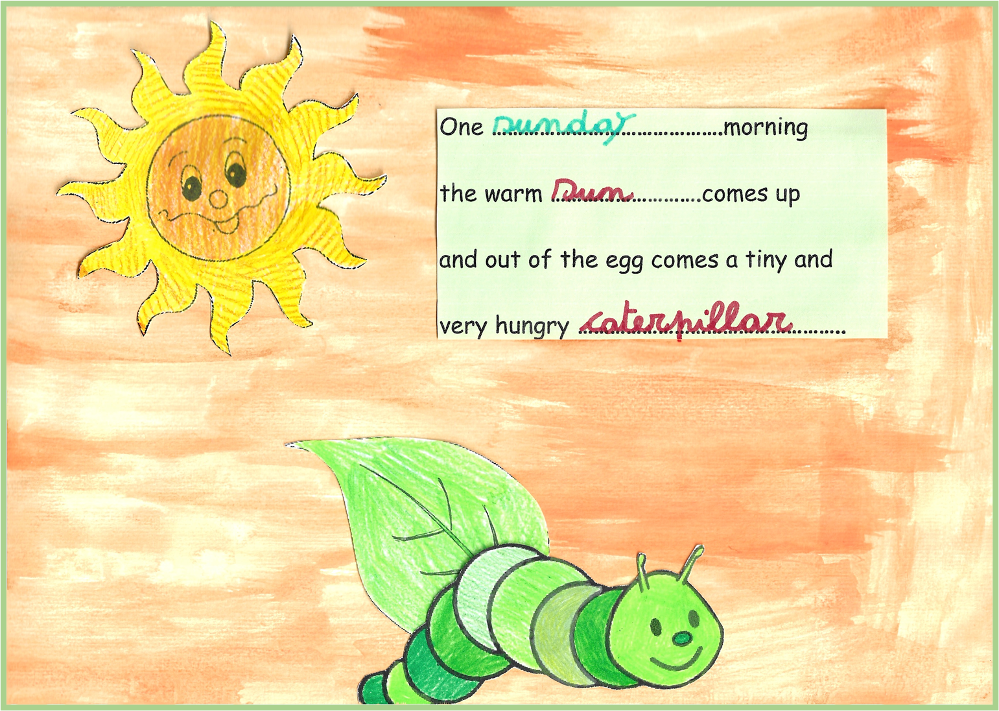 One sunday.................morning
the warm Sun............comes up
and out of the egg comes a tiny and
very hungry caterpillar.........